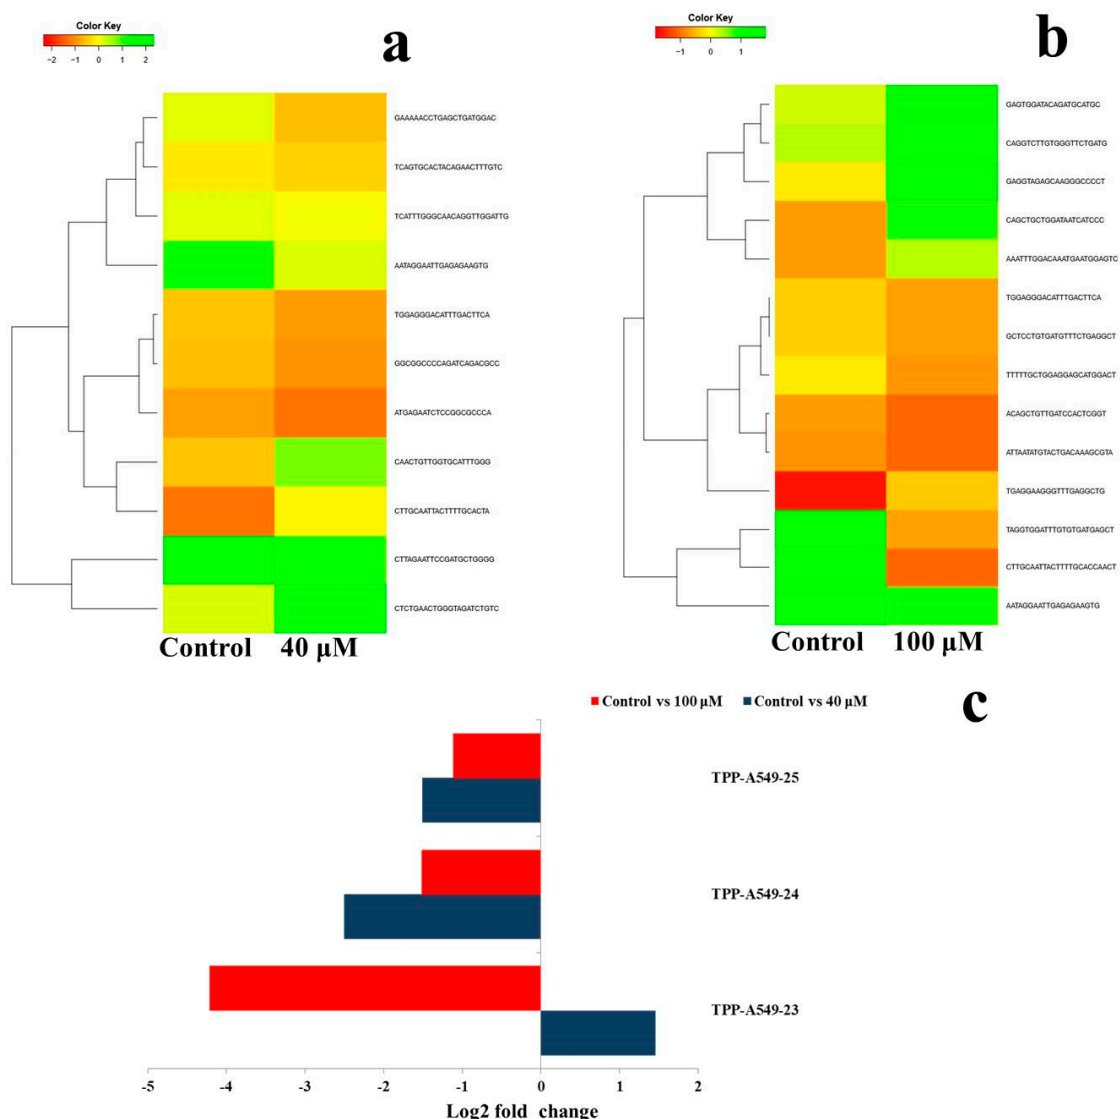 Color Key
−2 −1 0 1 2
a
GAAAAACCTGAGCTGATGGAC
TCAGTGCACTACAGAACTTTGTC
TCATTTGGGCAACAGGTTGGATTG
AATAGGAATTGAGAGAAGTG
TGGAGGGACATTTGACTTCA
GGCGGCCCCAGATCAGACGCC
ATGAGAATCTCCGGCGCCCA
CAACTGTTGGTGCATTTGGG
CTTGCAATTACTTTTGCACTA
CTTAGAATTCCGATGCTGGGG
CTCTGAACTGGGTAGATCTGTC
Control 40 μM
Color Key
−1 0 1
b
GAGTGGATACAGATGCATGC
CAGGTCTTGTGGGTTCTGATG
GAGGTAGAGCAAGGGCCCCT
CAGCTGCTGGATAATCATCCC
AAATTTGGACAAATGAATGGAGTC
TGGAGGGACATTTGACTTCA
GCTCCTGTGATGTTTCTGAGGCT
TTTTTGCTGGAGGAGCATGGACT
ACAGCTGTTGATCCACTCGGT
ATTAATATGTACTGACAAAGCGTA
TGAGGAAGGGTTTGAGGCTG
TAGGTGGATTTGTGTGATGAGCT
CTTGCAATTACTTTTGCACCAACT
AATAGGAATTGAGAGAAGTG
Control 100 μM
Control vs 100 μM Control vs 40 μM
c
TPP-A549-25
TPP-A549-24
TPP-A549-23
-5 -4 -3 -2 -1 0 1 2
Log2 fold change